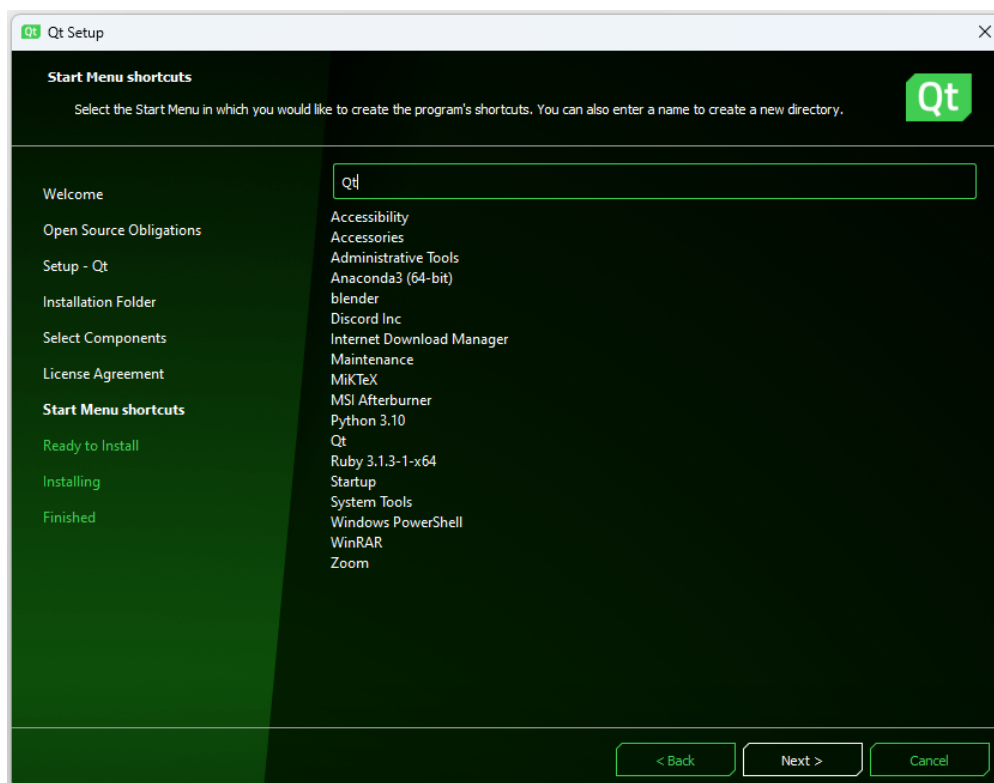 Qt Qt Setup
Start Menu shortcuts
Select the Start Menu in which you would like to create the program's shortcuts. You can also enter a name to create a new directory.
Qt
Welcome
Open Source Obligations
Setup - Qt
Installation Folder
Select Components
License Agreement
Start Menu shortcuts
Ready to Install
Installing
Finished
Qt
Accessibility
Accessories
Administrative Tools
Anaconda3 (64-bit)
blender
Discord Inc
Internet Download Manager
Maintenance
MiKTeX
MSI Afterburner
Python 3.10
Qt
Ruby 3.1.3-1-x64
Startup
System Tools
Windows PowerShell
WinRAR
Zoom
< Back Next > Cancel